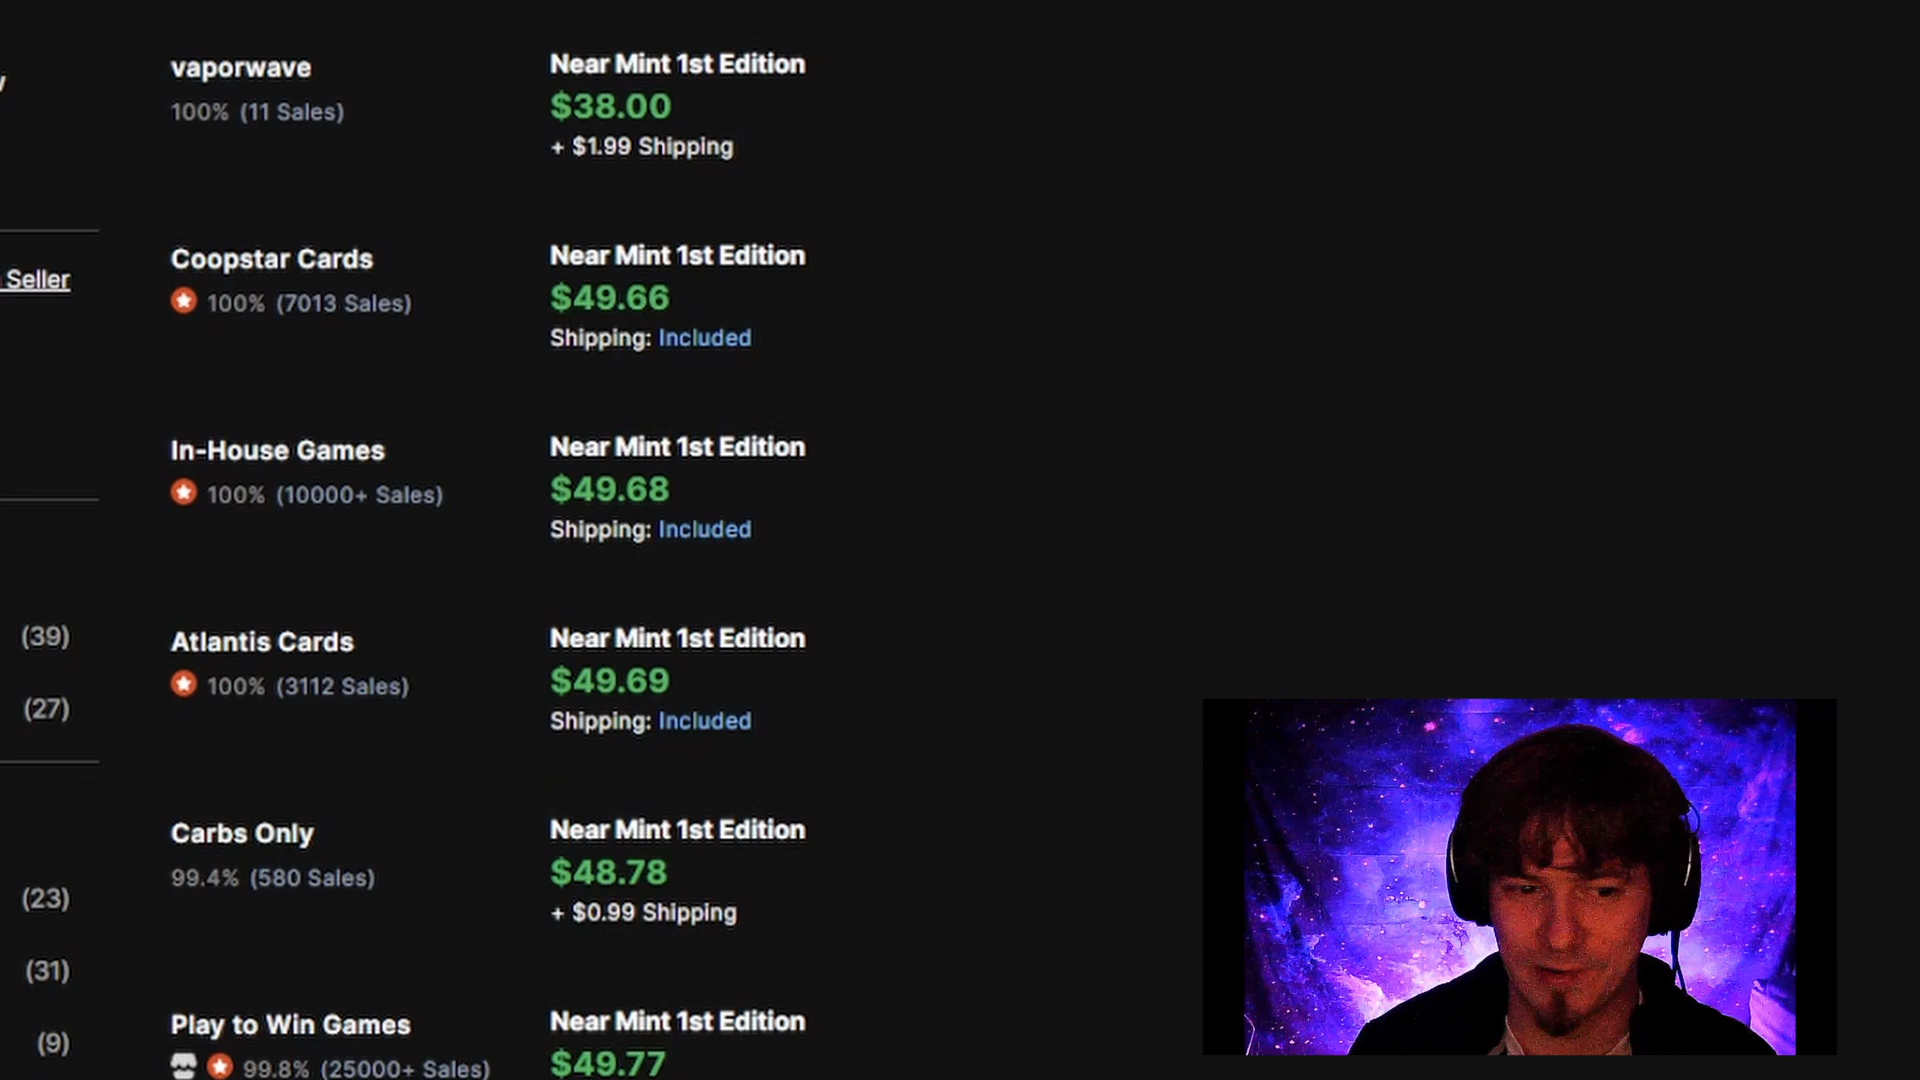 vaporwave
100% (11 Sales)
Near Mint 1st Edition
$38.00
+ $1.99 Shipping
Seller
Coopstar Cards
100% (7013 Sales)
Near Mint 1st Edition
$49.66
Shipping: Included
In-House Games
100% (10000+ Sales)
Near Mint 1st Edition
$49.68
Shipping: Included
(39)
(27)
Atlantis Cards
100% (3112 Sales)
Near Mint 1st Edition
$49.69
Shipping: Included
(23)
(31)
(9)
Carbs Only
99.4% (580 Sales)
Near Mint 1st Edition
$48.78
+ $0.99 Shipping
Play to Win Games
99.8% (25000+ Sales)
Near Mint 1st Edition
$49.77